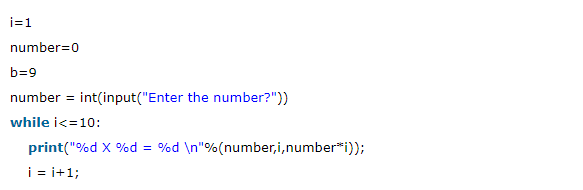 i=1
number=0
b=9
number = int(input("Enter the number?"))
while i<=10:
    print("%d X %d = %d \n"%(number,i,number*i));
    i = i+1;